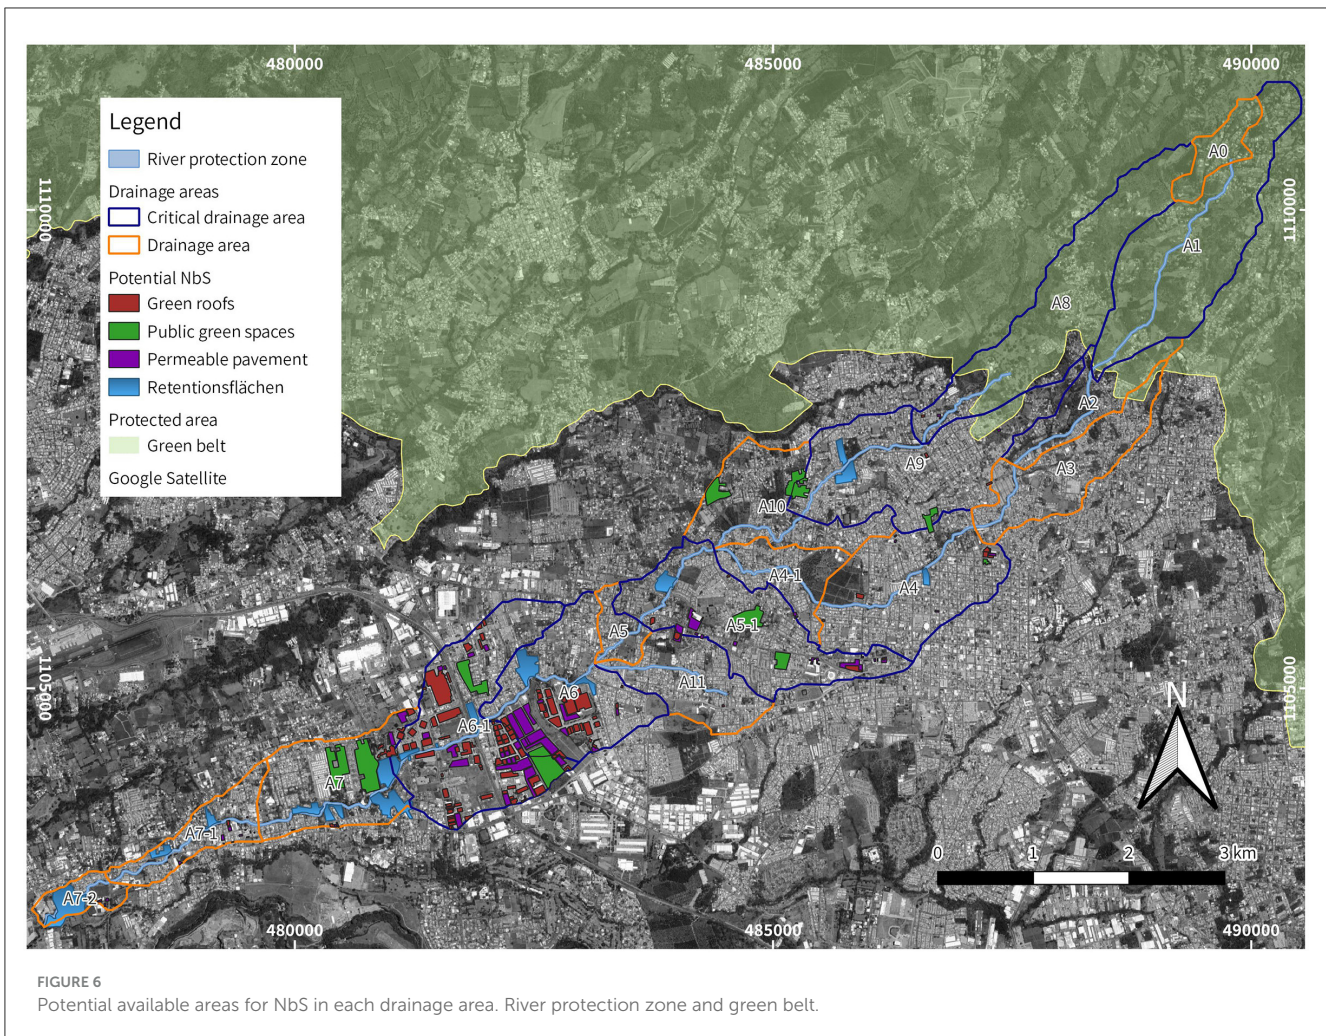 480000
485000
490000
Legend
River protection zone
Drainage areas
Critical drainage area
Drainage area
Potential NbS
Green roofs
Public green spaces
Permeable pavement
Retentionsflächen
Protected area
Green belt
Google Satellite
1110000
1110000
A0
A1
A8
A2
A3
A9
A10
A4-1
A4
A5
A5-1
A11
A6
A6-1
A7
A7-1
A7-2
1105000
1105000
N
0 1 2 3 km
480000
485000
490000
FIGURE 6
Potential available areas for NbS in each drainage area. River protection zone and green belt.